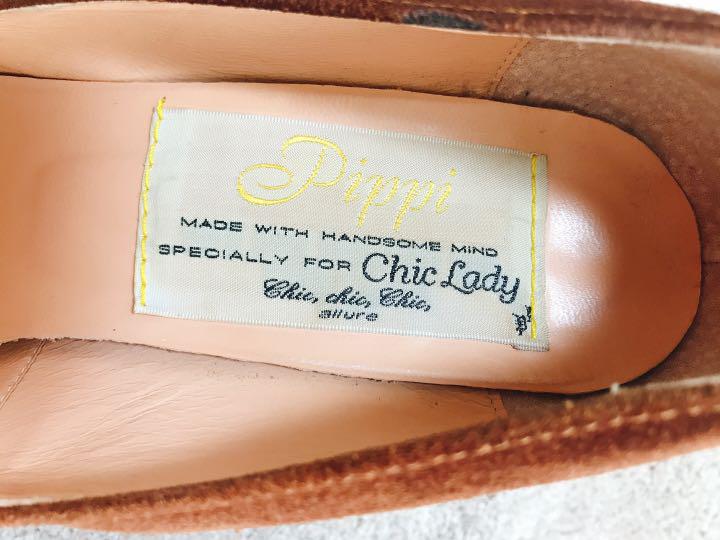 Pippi
MADE WITH HANDSOME MIND
SPECIALLY FOR Chic Lady
Chic, chic, Chic,
allure